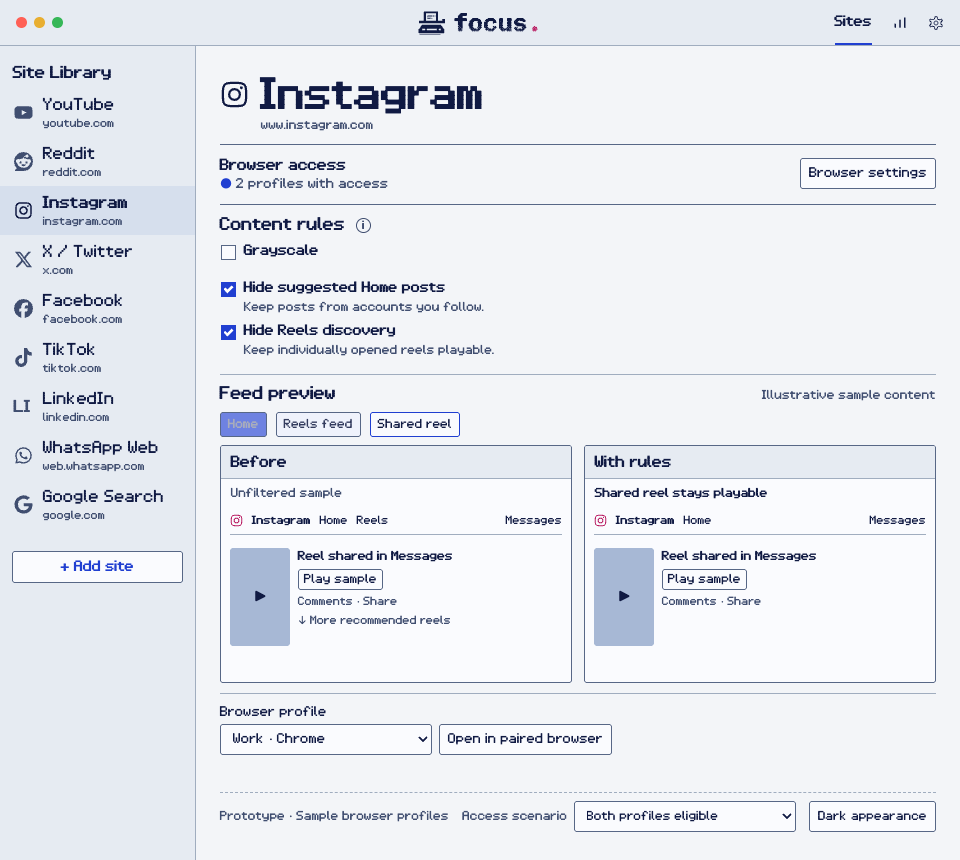 focus.
Sites
Site Library
YouTube
youtube.com
Reddit
reddit.com
Instagram
instagram.com
X / Twitter
x.com
Facebook
facebook.com
TikTok
tiktok.com
LI
LinkedIn
linkedin.com
WhatsApp Web
web.whatsapp.com
Google Search
google.com
+ Add site
Instagram
www.instagram.com
Browser access
2 profiles with access
Browser settings
Content rules
Grayscale
Hide suggested Home posts
Keep posts from accounts you follow.
Hide Reels discovery
Keep individually opened reels playable.
Feed preview
Illustrative sample content
Home Reels feed Shared reel
Before
Unfiltered sample
Instagram Home Reels Messages
Reel shared in Messages
Play sample
Comments · Share
↓ More recommended reels
With rules
Shared reel stays playable
Instagram Home Messages
Reel shared in Messages
Play sample
Comments · Share
Browser profile
Work · Chrome
Open in paired browser
Prototype · Sample browser profiles Access scenario Both profiles eligible Dark appearance